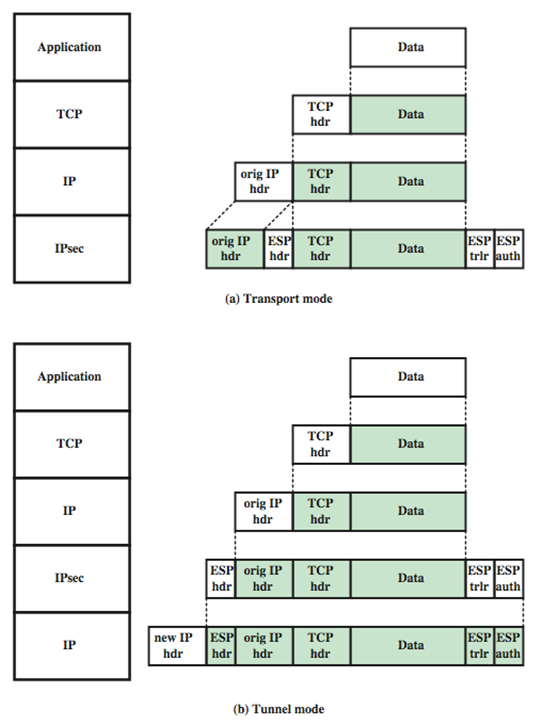 Application
Data
TCP
TCP
hdr
Data
IP
orig IP
hdr
TCP
hdr
Data
IPsec
orig IP
hdr
ESP
hdr
TCP
hdr
Data
ESP
trlr
ESP
auth
(a) Transport mode
Application
Data
TCP
TCP
hdr
Data
IP
orig IP
hdr
TCP
hdr
Data
IPsec
ESP
hdr
orig IP
hdr
TCP
hdr
Data
ESP
trlr
ESP
auth
IP
new IP
hdr
ESP
hdr
orig IP
hdr
TCP
hdr
Data
ESP
trlr
ESP
auth
(b) Tunnel mode